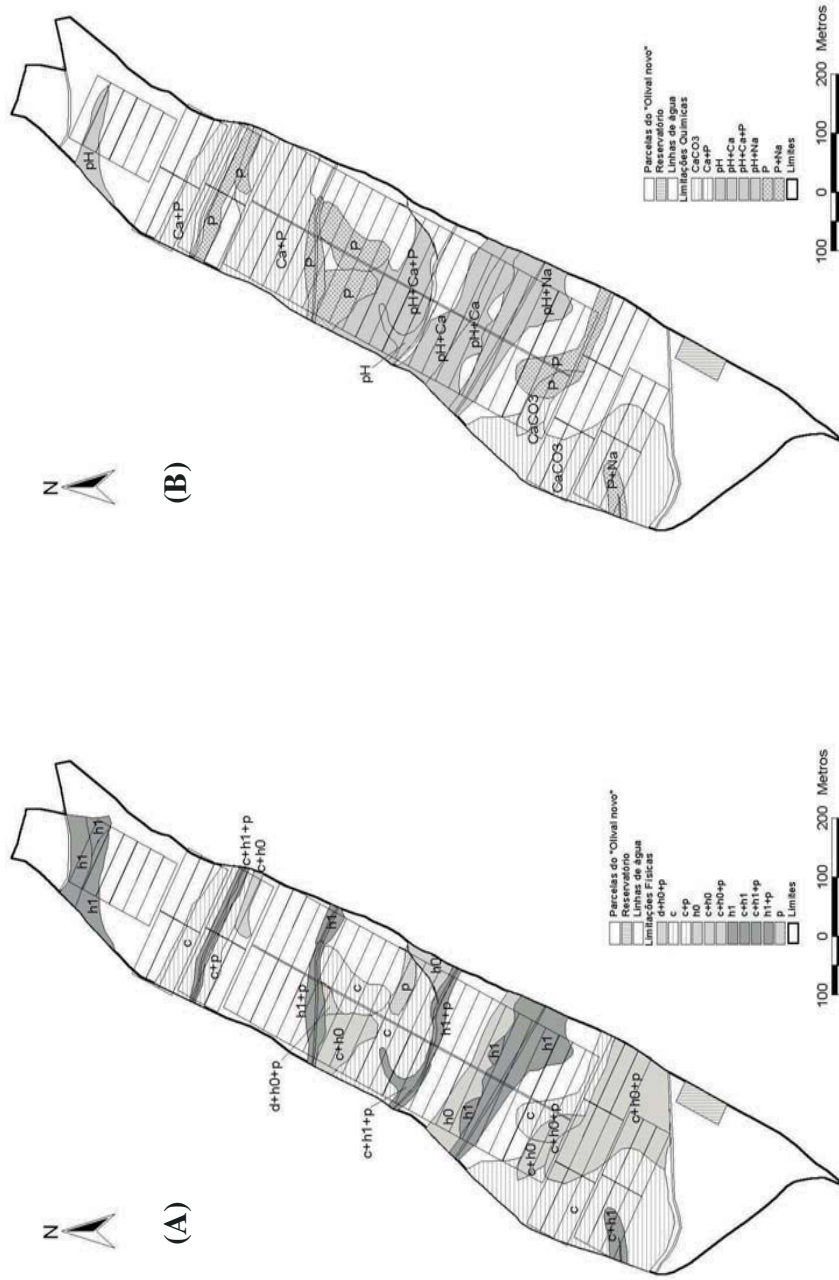 N
(A)
h1
h1
h1
c
c+p
c+h1+p
c+h0
h1
h1+p
d+h0+p
c+h0
c
c
p
h0
h1+p
c+h1+p
h0
h1
h1
h1
c
c+h0
c+h0+p
c
c+h0+p
c+h1
Parcelas do "Olival novo"
Reservatório
Linhas de água
Limitações Físicas
d+h0+p
c
c+p
h0
c+h0
c+h0+p
h1
c+h1
c+h1+p
h1+p
p
Limites
100 0 100 200 Metros
N
(B)
pH
Ca+P
P
P
Ca+P
P
P
P
pH+Ca+P
pH
pH+Ca
pH+Ca
pH+Na
P
P
CaCO3
CaCO3
P+Na
Parcelas do "Olival novo"
Reservatório
Linhas de água
Limitações Químicas
CaCO3
Ca+P
pH
pH+Ca
pH+Ca+P
pH+Na
P
P+Na
Limites
100 0 100 200 Metros